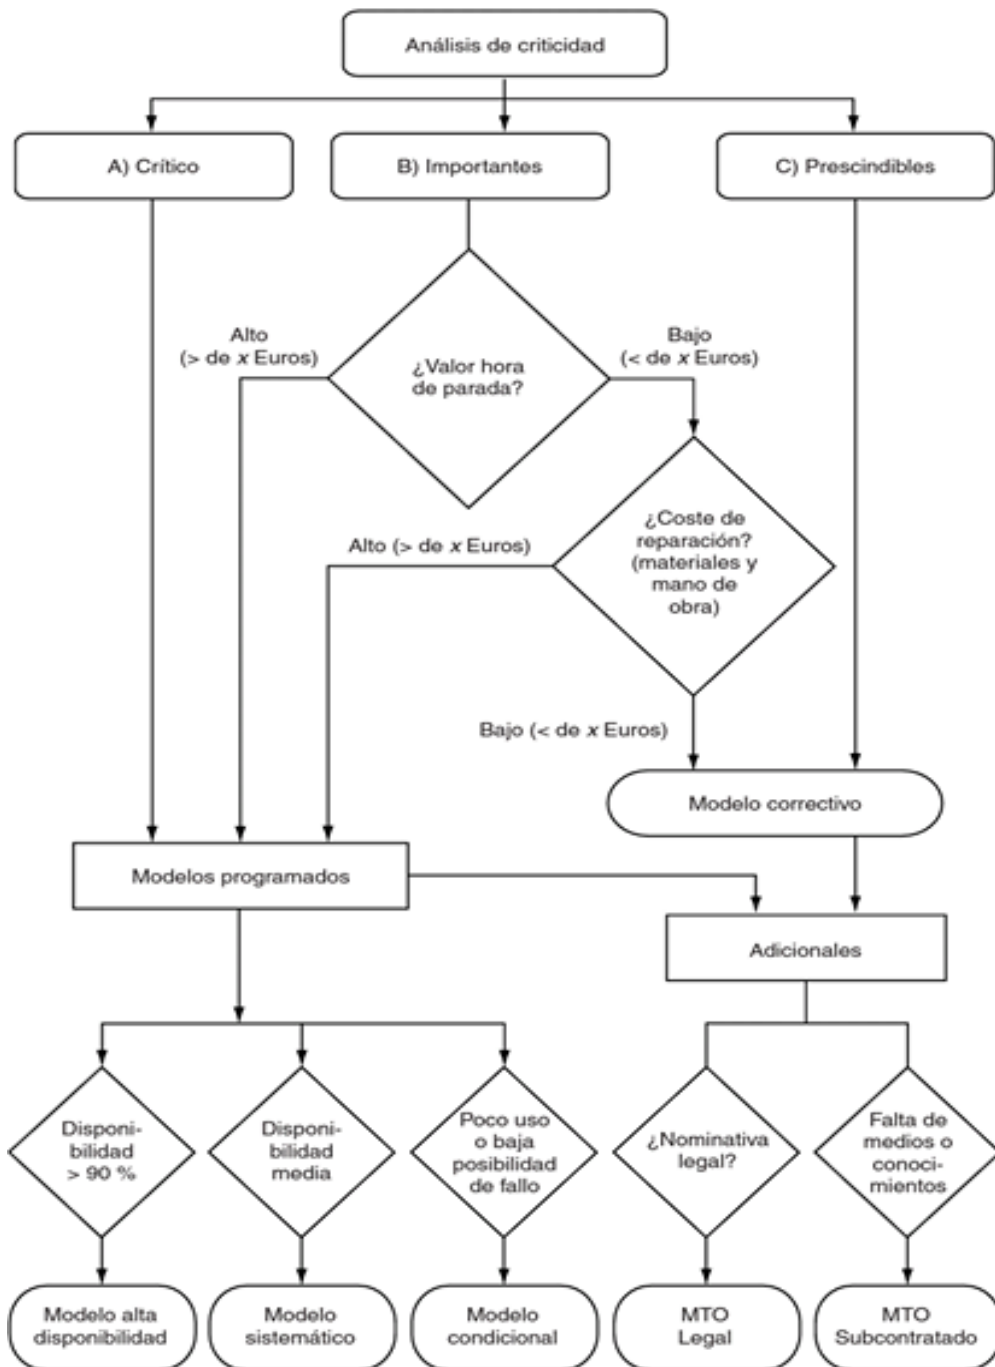 Análisis de criticidad
A) Crítico
B) Importantes
C) Prescindibles
Alto
(> de x Euros)
¿Valor hora
de parada?
Bajo
(< de x Euros)
Alto (> de x Euros)
¿Coste de
reparación?
(materiales y
mano de
obra)
Bajo (< de x Euros)
Modelo correctivo
Modelos programados
Adicionales
Disponi-
bilidad
> 90 %
Disponi-
bilidad
media
Poco uso
o baja
posibilidad
de fallo
¿Nominativa
legal?
Falta de
medios o
conoci-
mientos
Modelo alta
disponibilidad
Modelo
sistemático
Modelo
condicional
MTO
Legal
MTO
Subcontratado